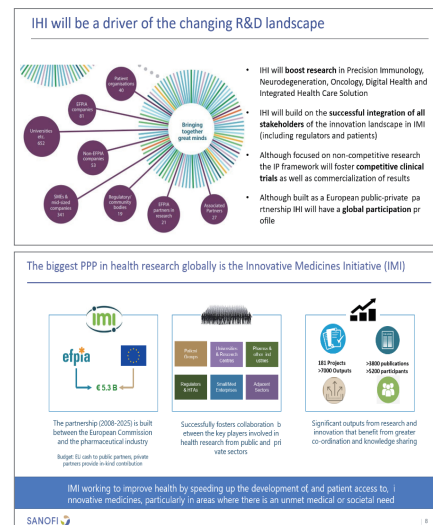 IHI will be a driver of the changing R&D landscape
Patient
organisations
46
EFPIA
companies
61
Universities
etc.
652
Non-EFPIA
companies
53
SMEs &
mid-sized
companies
341
Regulatory/
community
bodies
19
EFPIA
partners in
research
21
Associated
Partners
27
Bringing
together
great minds
• IHI will boost research in Precision Immunology,
Neurodegeneration, Oncology, Digital Health and
Integrated Health Care Solution
• IHI will build on the successful integration of all
stakeholders of the innovation landscape in IMI
(including regulators and patients)
• Although focused on non-competitive research
the IP framework will foster competitive clinical
trials as well as commercialization of results
• Although built as a European public-private pa
rtnership IHI will have a global participation pr
ofile
The biggest PPP in health research globally is the Innovative Medicines Initiative (IMI)
imi
efpia
€ 5.3 B
The partnership (2008-2025) is built
between the European Commission
and the pharmaceutical industry
Budget: EU cash to public partners, private
partners provide in-kind contribution
Patient
Groups
Universities
& Research
Centres
Pharma &
other ind
ustries
Regulators
& HTAs
Small/Med
Enterprises
Adjacent
Sectors
Successfully fosters collaboration b
etween the key players involved in
health research from public and pri
vate sectors
181 Projects
>7000 Outputs
>3800 publications
>5200 participants
Significant outputs from research and
innovation that benefit from greater
co-ordination and knowledge sharing
IMI working to improve health by speeding up the development of, and patient access to, i
nnovative medicines, particularly in areas where there is an unmet medical or societal need
SANOFI
| 8